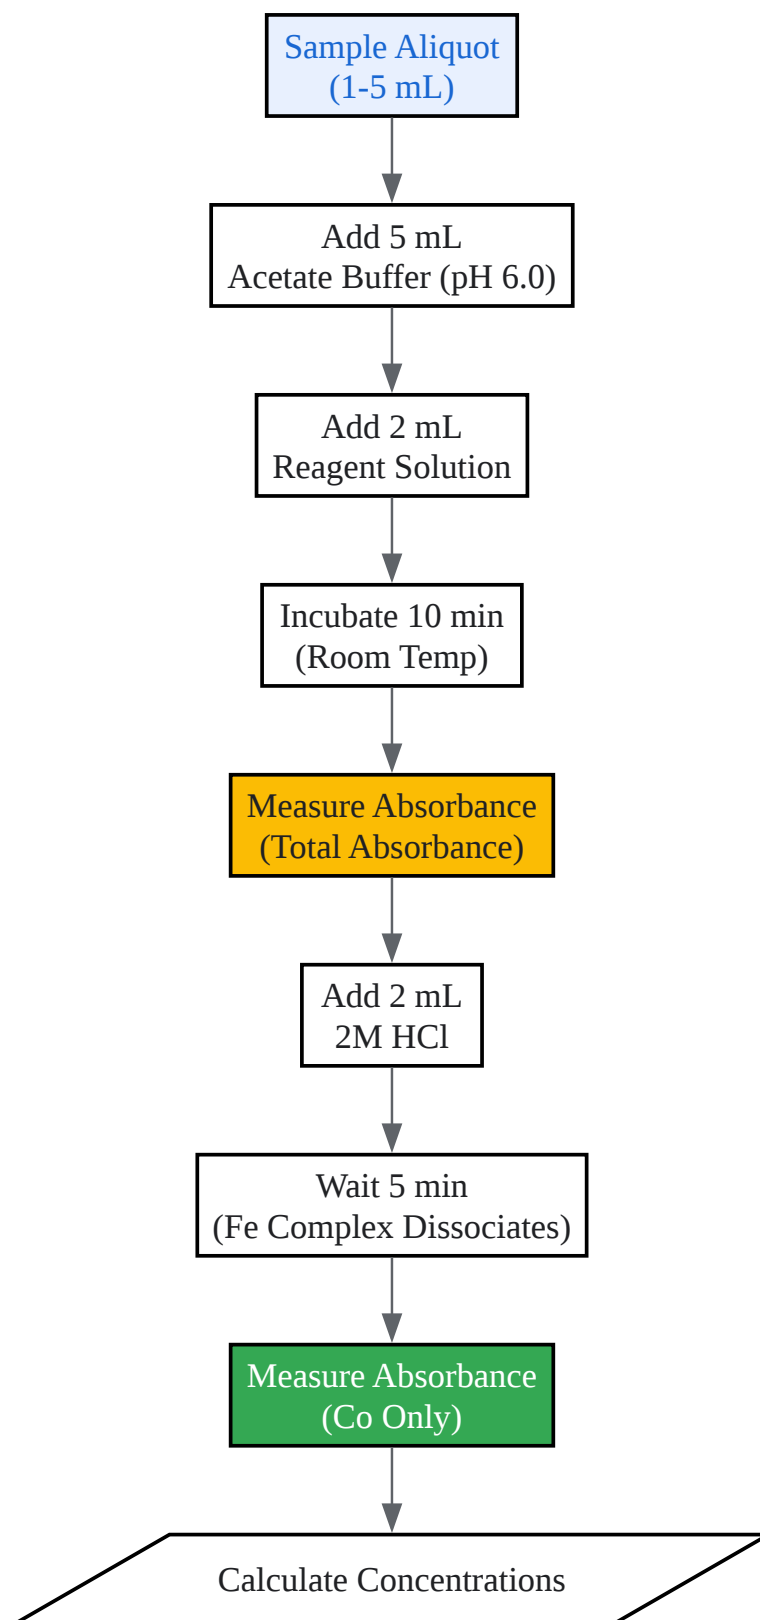 Sample Aliquot
(1-5 mL)
Add 5 mL
Acetate Buffer (pH 6.0)
Add 2 mL
Reagent Solution
Incubate 10 min
(Room Temp)
Measure Absorbance
(Total Absorbance)
Add 2 mL
2M HCl
Wait 5 min
(Fe Complex Dissociates)
Measure Absorbance
(Co Only)
Calculate Concentrations